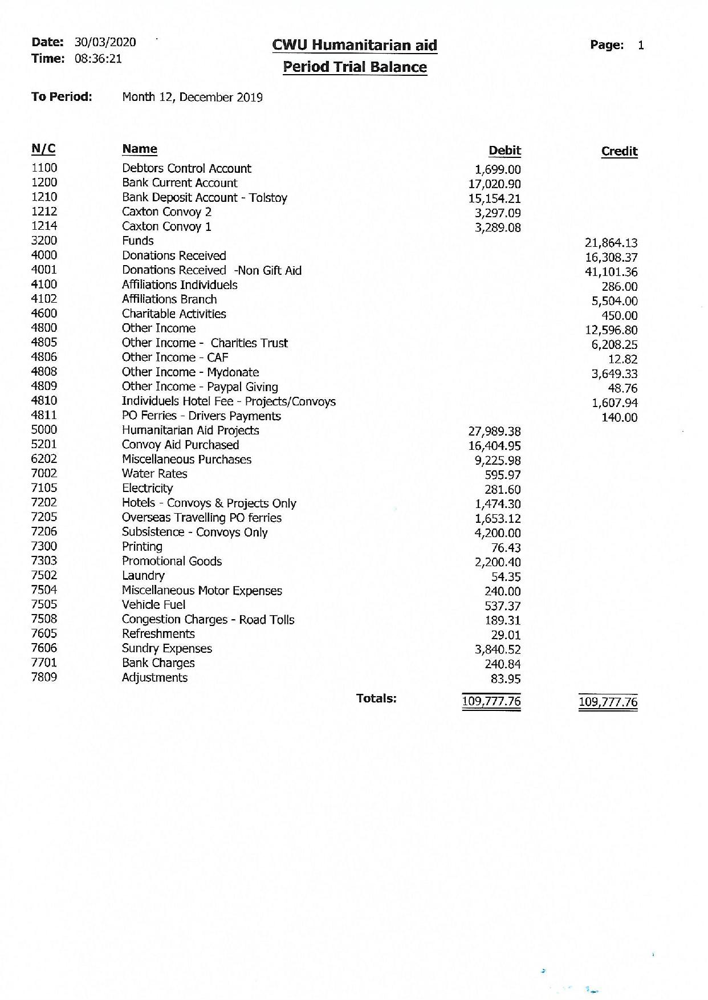 Date: 30/03/2020 CWU Humanitarian aid Page: 1
Time: 08:36:21 Period Trial Balance
To Period: Month 12, December 2019
N/C Name Debit Credit
1100 Debtors Control Account 1,699.00
1200 Bank Current Account 17,020.90
1210 Bank Deposit Account - Tolstoy 15,154.21
1212 Caxton Convoy 2 3,297.09
1214 Caxton Convoy 1 3,289.08
3200 Funds 21,864.13
4000 Donations Received 16,308.37
4001 Donations Received -Non Gift Aid 41,101.36
4100 Affiliations Individuels 286.00
4102 Affiliations Branch 5,504.00
4600 Charitable Activities 450.00
4800 Other Income 12,596.80
4805 Other Income - Charities Trust 6,208.25
4806 Other Income - CAF 12.82
4808 Other Income - Mydonate 3,649.33
4809 Other Income - Paypal Giving 48.76
4810 Individuels Hotel Fee - Projects/Convoys 1,607.94
4811 PO Ferries - Drivers Payments 140.00
5000 Humanitarian Aid Projects 27,989.38
5201 Convoy Aid Purchased 16,404.95
6202 Miscellaneous Purchases 9,225.98
7002 Water Rates 595.97
7105 Electricity 281.60
7202 Hotels - Convoys & Projects Only 1,474.30
7205 Overseas Travelling PO ferries 1,653.12
7206 Subsistence - Convoys Only 4,200.00
7300 Printing 76.43
7303 Promotional Goods 2,200.40
7502 Laundry 54.35
7504 Miscellaneous Motor Expenses 240.00
7505 Vehicle Fuel 537.37
7508 Congestion Charges - Road Tolls 189.31
7605 Refreshments 29.01
7606 Sundry Expenses 3,840.52
7701 Bank Charges 240.84
7809 Adjustments 83.95
Totals: 109,777.76 109,777.76